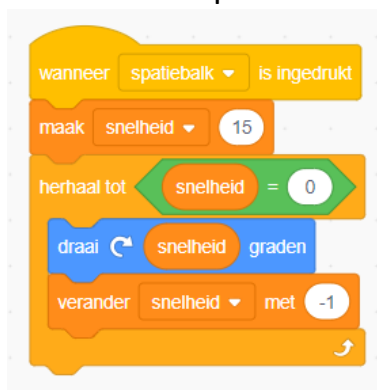 wanneer spatiebalk is ingedrukt
maak snelheid 15
herhaal tot snelheid = 0
draai snelheid graden
verander snelheid met -1